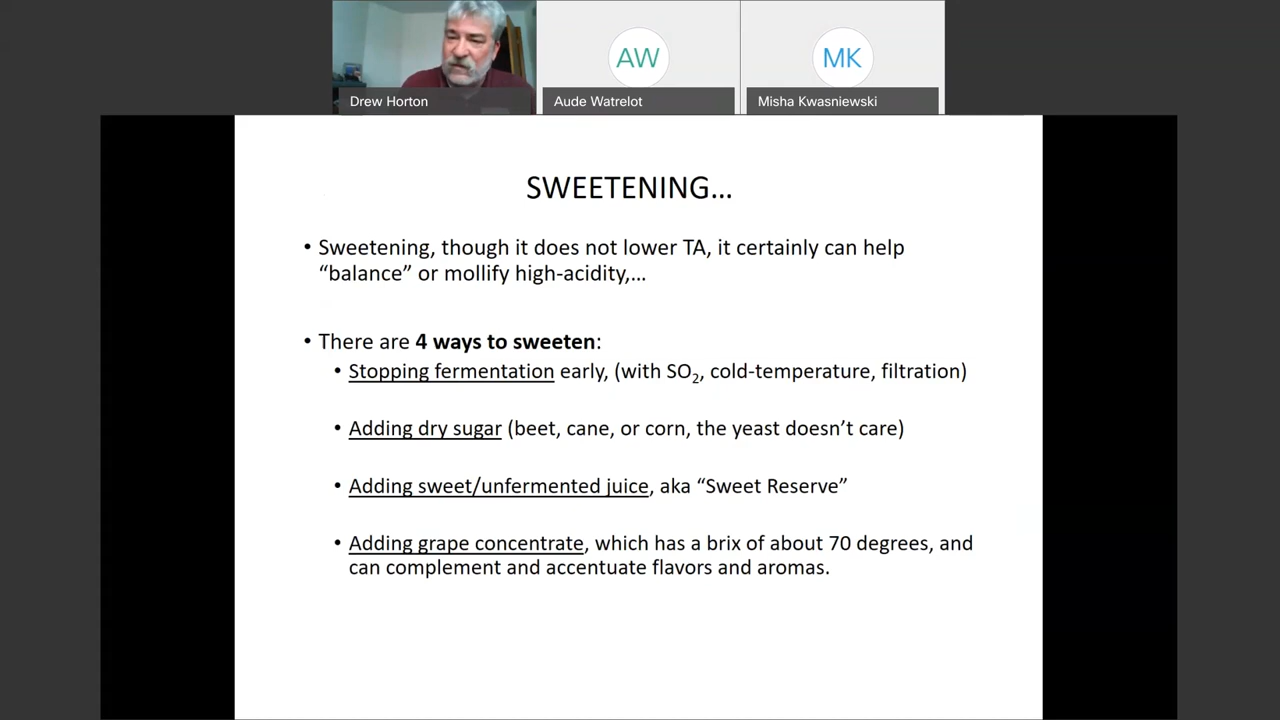 AW
MK
Drew Horton
Aude Watrelot
Misha Kwasniewski
SWEETENING…
• Sweetening, though it does not lower TA, it certainly can help
“balance” or mollify high-acidity,…
• There are 4 ways to sweeten:
• Stopping fermentation early, (with SO₂, cold-temperature, filtration)
• Adding dry sugar (beet, cane, or corn, the yeast doesn’t care)
• Adding sweet/unfermented juice, aka “Sweet Reserve”
• Adding grape concentrate, which has a brix of about 70 degrees, and
can complement and accentuate flavors and aromas.